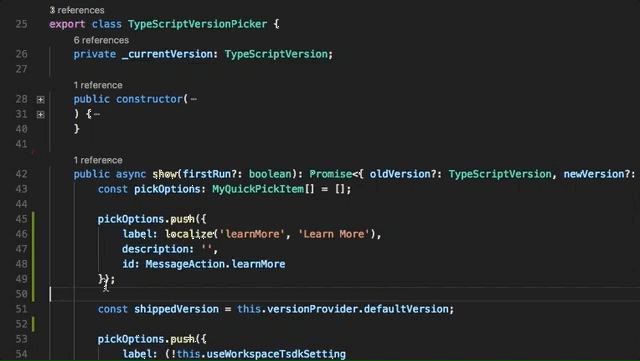 3 references
25 export class TypeScriptVersionPicker {
6 references
26 private _currentVersion: TypeScriptVersion;
27
1 reference
28 public constructor( ⋯
31 ) { ⋯
40 }
41
1 reference
42 public async show(firstRun?: boolean): Promise<{ oldVersion?: TypeScriptVersion, newVersion?:
43 const pickOptions: MyQuickPickItem[] = [];
44
45 pickOptions.push({
46 label: localize('learnMore', 'Learn More'),
47 description: '',
48 id: MessageAction.learnMore
49 });
50
51 const shippedVersion = this.versionProvider.defaultVersion;
52
53 pickOptions.push({
54 label: (!this.useWorkspaceTsdkSetting